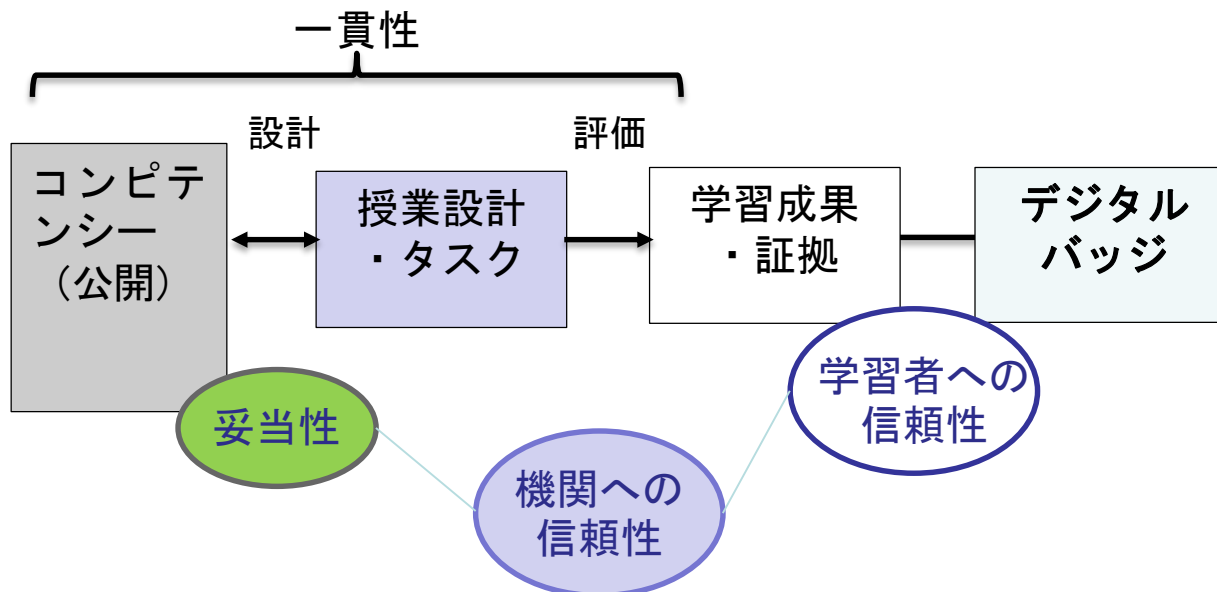 一貫性
設計
評価
コンピテ
ンシー
（公開）
授業設計
・タスク
学習成果
・証拠
デジタル
バッジ
妥当性
機関への
信頼性
学習者への
信頼性